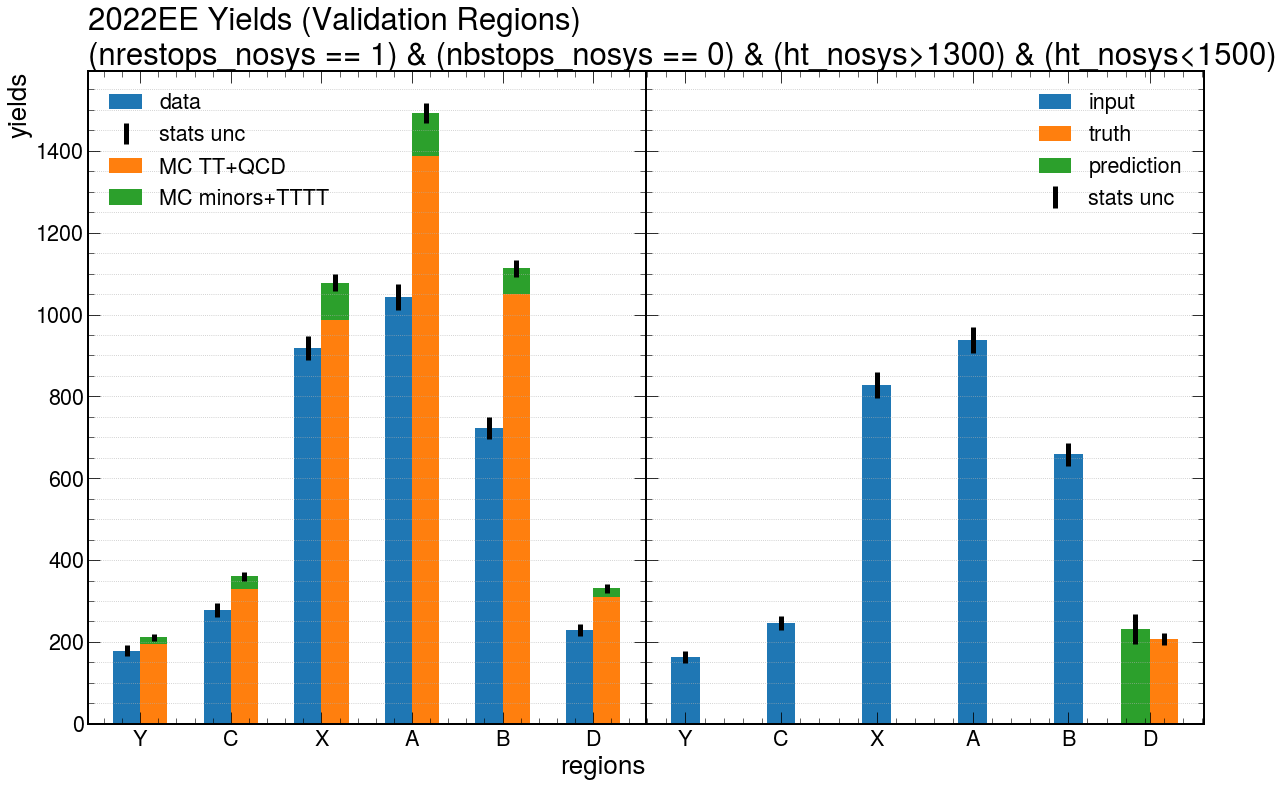 2022EE Yields (Validation Regions)
(nrestops_nosys == 1) & (nbstops_nosys == 0) & (ht_nosys>1300) & (ht_nosys<1500)
yields
data
stats unc
MC TT+QCD
MC minors+TTTT
input
truth
prediction
stats unc
1400
1200
1000
800
600
400
200
0
Y C X A B D
Y C X A B D
regions